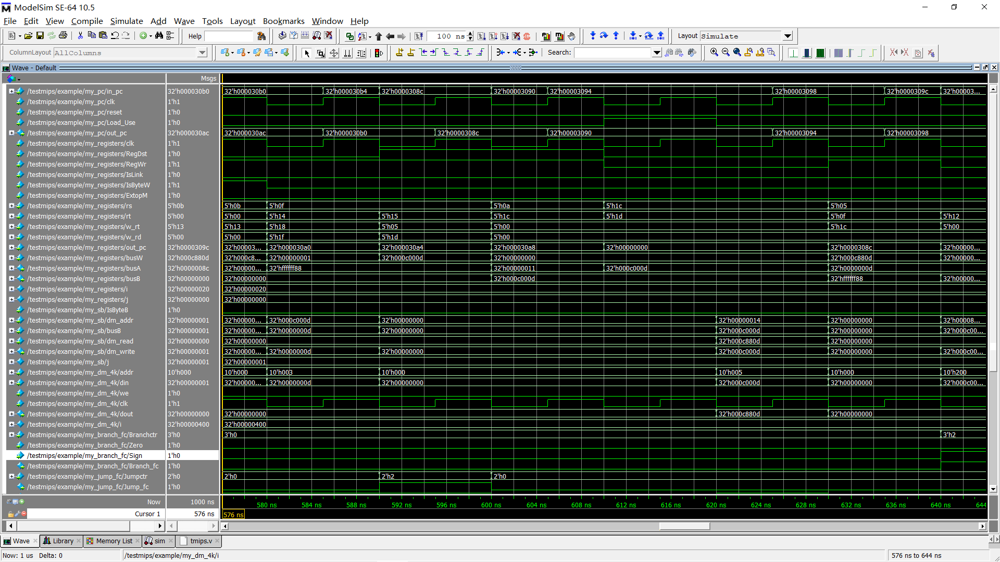 ModelSim SE-64 10.5
File Edit View Compile Simulate Add Wave Tools Layout Bookmarks Window Help
Help 100 ns Layout Simulate
ColumnLayout AllColumns Search:
Wave - Default
Msgs
/testmips/example/my_pc/in_pc 32'h000030b0 32'h000030b0 32'h000030b4 32'h0000308c 32'h00003090 32'h00003094 32'h00003098 32'h0000309c 32'h00003...
/testmips/example/my_pc/clk 1'h1
/testmips/example/my_pc/reset 1'h0
/testmips/example/my_pc/Load_Use 1'h0
/testmips/example/my_pc/out_pc 32'h000030ac 32'h000030ac 32'h000030b0 32'h0000308c 32'h00003090 32'h00003094 32'h00003098
/testmips/example/my_registers/clk 1'h1
/testmips/example/my_registers/RegDst 1'h0
/testmips/example/my_registers/RegWr 1'h1
/testmips/example/my_registers/IsLink 1'h0
/testmips/example/my_registers/IsByteW 1'h1
/testmips/example/my_registers/ExtopM 1'h0
/testmips/example/my_registers/rs 5'h0b 5'h0b 5'h0f 5'h0a 5'h1c 5'h05
/testmips/example/my_registers/rt 5'h00 5'h00 5'h14 5'h15 5'h1c 5'h1d 5'h0f 5'h12
/testmips/example/my_registers/w_rt 5'h13 5'h13 5'h18 5'h05 5'h00 5'h1c 5'h00
/testmips/example/my_registers/w_rd 5'h00 5'h00 5'h1f 5'h1d 5'h00
/testmips/example/my_registers/out_pc 32'h0000309c 32'h00003... 32'h000030a0 32'h000030a4 32'h000030a8 32'h00000000 32'h0000308c 32'h00000...
/testmips/example/my_registers/busW 32'h000c880d 32'h000c8... 32'h00000001 32'h000c000d 32'h00000000 32'h000c880d 32'h00000...
/testmips/example/my_registers/busA 32'h0000008c 32'h00000... 32'hffffff88 32'h00000011 32'h000c000d 32'h0000000d
/testmips/example/my_registers/busB 32'h00000000 32'h00000000 32'h000c000d 32'hffffff88 32'h00000...
/testmips/example/my_registers/i 32'h00000020 32'h00000020
/testmips/example/my_registers/j 32'h00000000 32'h00000000
/testmips/example/my_sb/IsByteB 1'h0
/testmips/example/my_sb/dm_addr 32'h00000001 32'h00000... 32'h000c000d 32'h00000000 32'h00000014 32'h00000000 32'h00008...
/testmips/example/my_sb/busB 32'h00000001 32'h00000... 32'h0000000d 32'h00000000 32'h000c000d 32'h00000000 32'h000c00...
/testmips/example/my_sb/dm_read 32'h00000000 32'h00000000 32'h000c880d 32'h00000000
/testmips/example/my_sb/dm_write 32'h00000001 32'h00000... 32'h0000000d 32'h00000000 32'h000c000d 32'h00000000 32'h000c00...
/testmips/example/my_sb/j 32'h00000001 32'h00000001
/testmips/example/my_dm_4k/addr 10'h000 10'h000 10'h003 10'h000 10'h005 10'h000 10'h200
/testmips/example/my_dm_4k/din 32'h00000001 32'h00000... 32'h0000000d 32'h00000000 32'h000c000d 32'h00000000 32'h000c00...
/testmips/example/my_dm_4k/we 1'h0
/testmips/example/my_dm_4k/clk 1'h1
/testmips/example/my_dm_4k/dout 32'h00000000 32'h00000000 32'h000c880d 32'h00000000
/testmips/example/my_dm_4k/i 32'h00000400 32'h00000400
/testmips/example/my_branch_fc/Branchctr 3'h0 3'h0 3'h2
/testmips/example/my_branch_fc/Zero 1'h0
/testmips/example/my_branch_fc/Sign 1'h0
/testmips/example/my_branch_fc/Branch_fc 1'h0
/testmips/example/my_jump_fc/Jumpctr 2'h0 2'h0 2'h2 2'h0
/testmips/example/my_jump_fc/Jump_fc 1'h0
Now 1000 ns 580 ns 584 ns 588 ns 592 ns 596 ns 600 ns 604 ns 608 ns 612 ns 616 ns 620 ns 624 ns 628 ns 632 ns 636 ns 640 ns 644
Cursor 1 576 ns 576 ns
Wave Library Memory List sim tmips.v
Now: 1 us Delta: 0 /testmips/example/my_dm_4k/i 576 ns to 644 ns